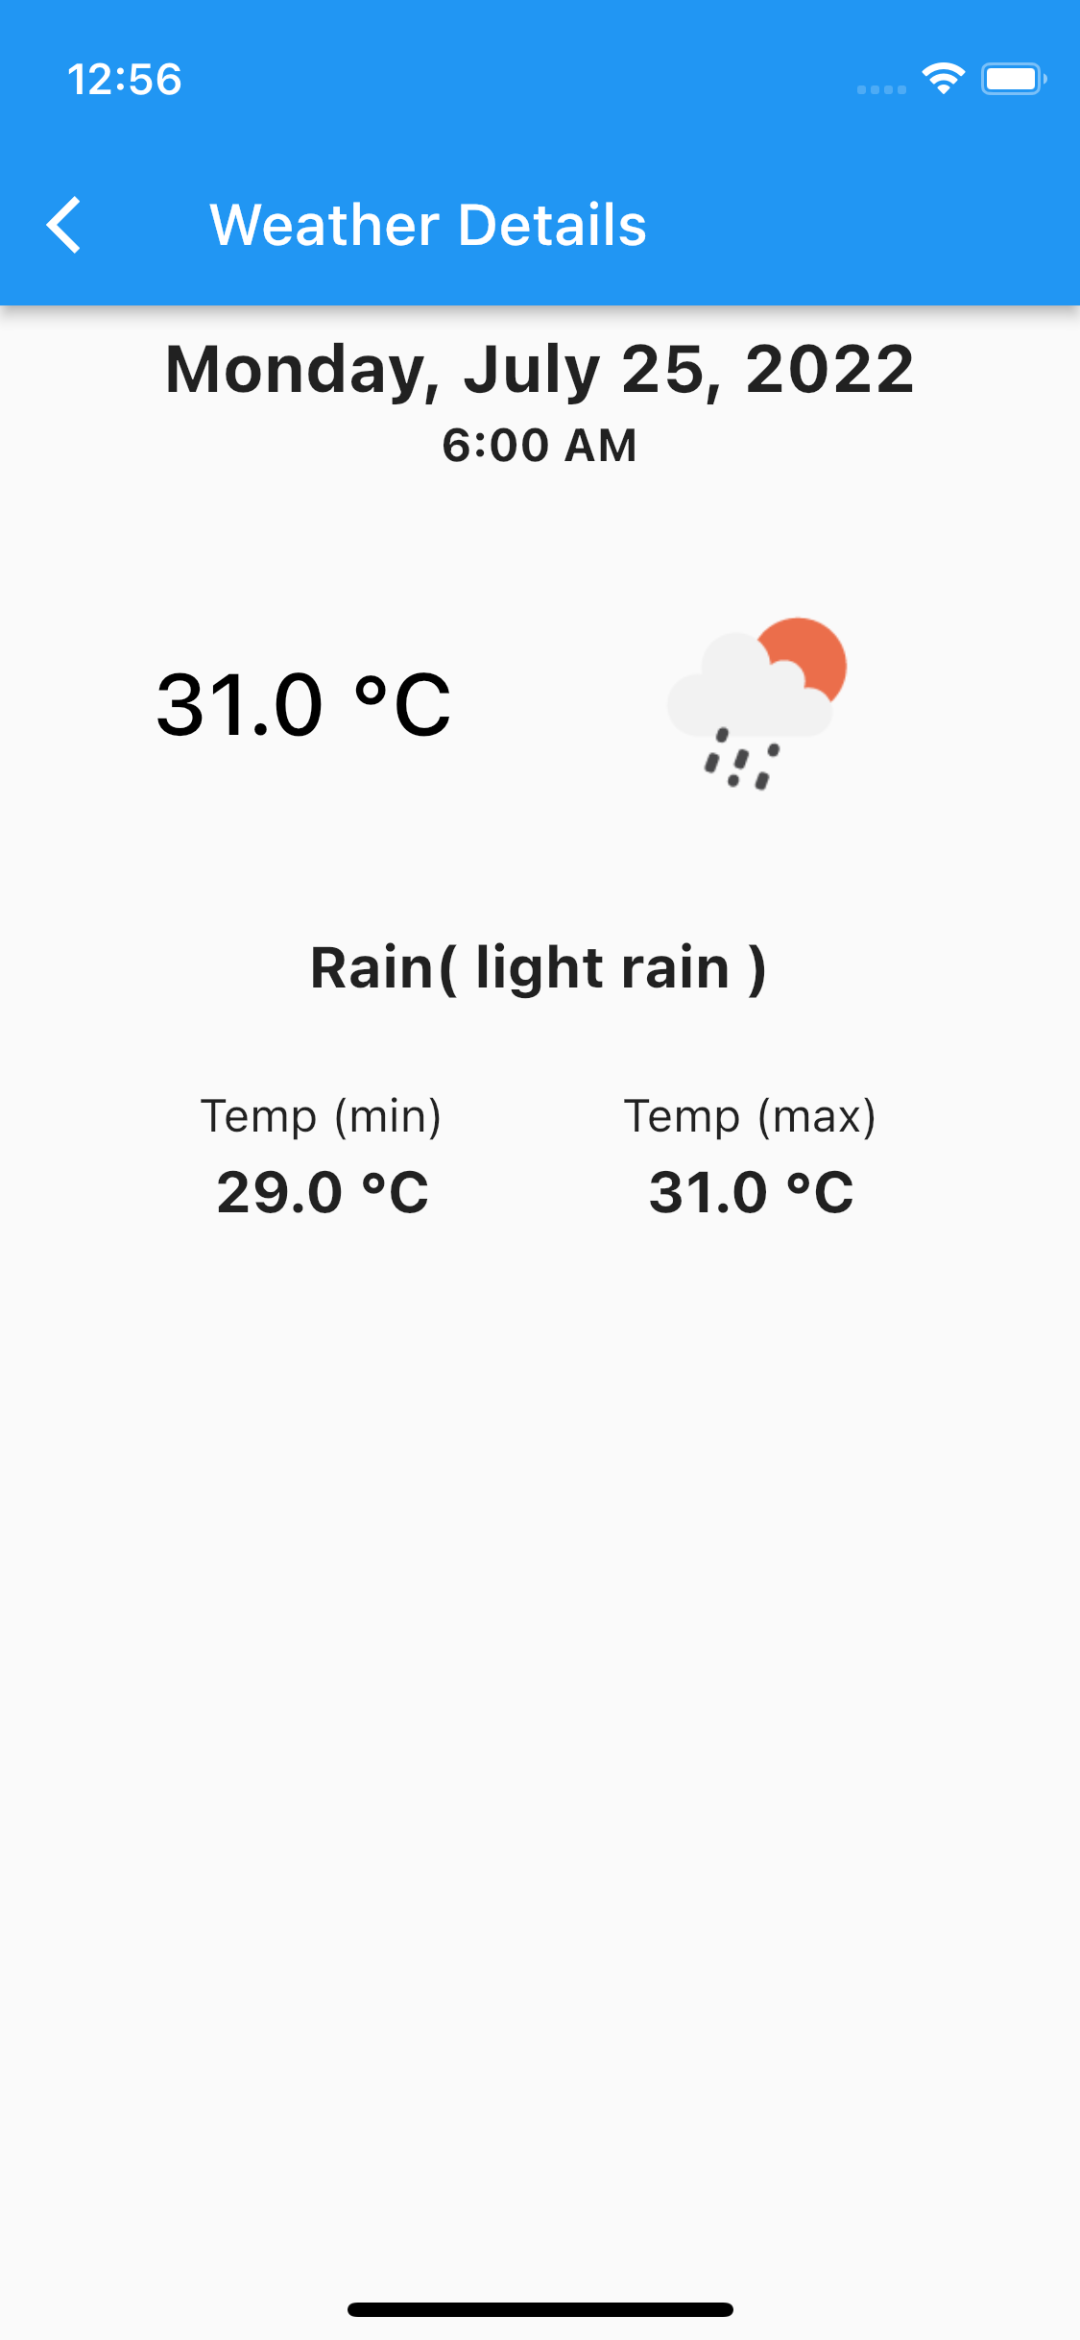 12:56
Weather Details
Monday, July 25, 2022
6:00 AM
31.0 °C
Rain( light rain )
Temp (min) Temp (max)
29.0 °C 31.0 °C